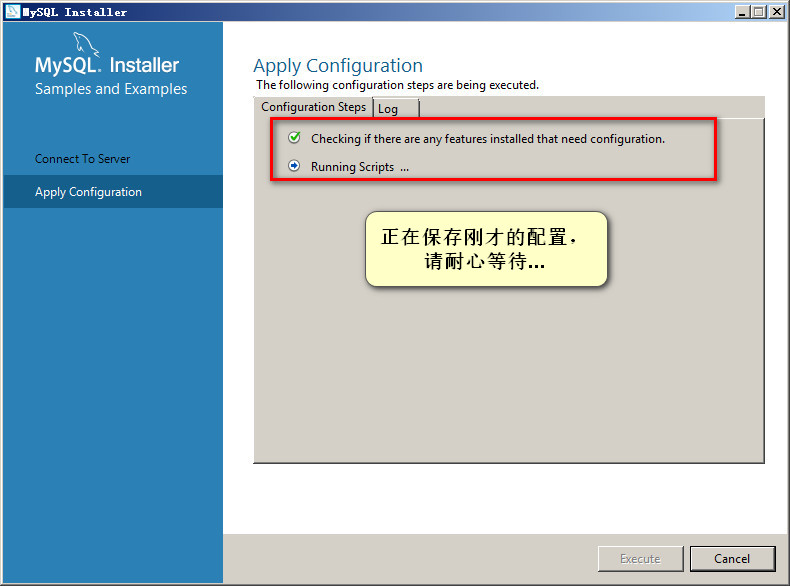 MySQL Installer
MySQL. Installer
Samples and Examples
Connect To Server
Apply Configuration
Apply Configuration
The following configuration steps are being executed.
Configuration Steps
Log
Checking if there are any features installed that need configuration.
Running Scripts ...
正在保存刚才的配置，
请耐心等待...
Execute
Cancel